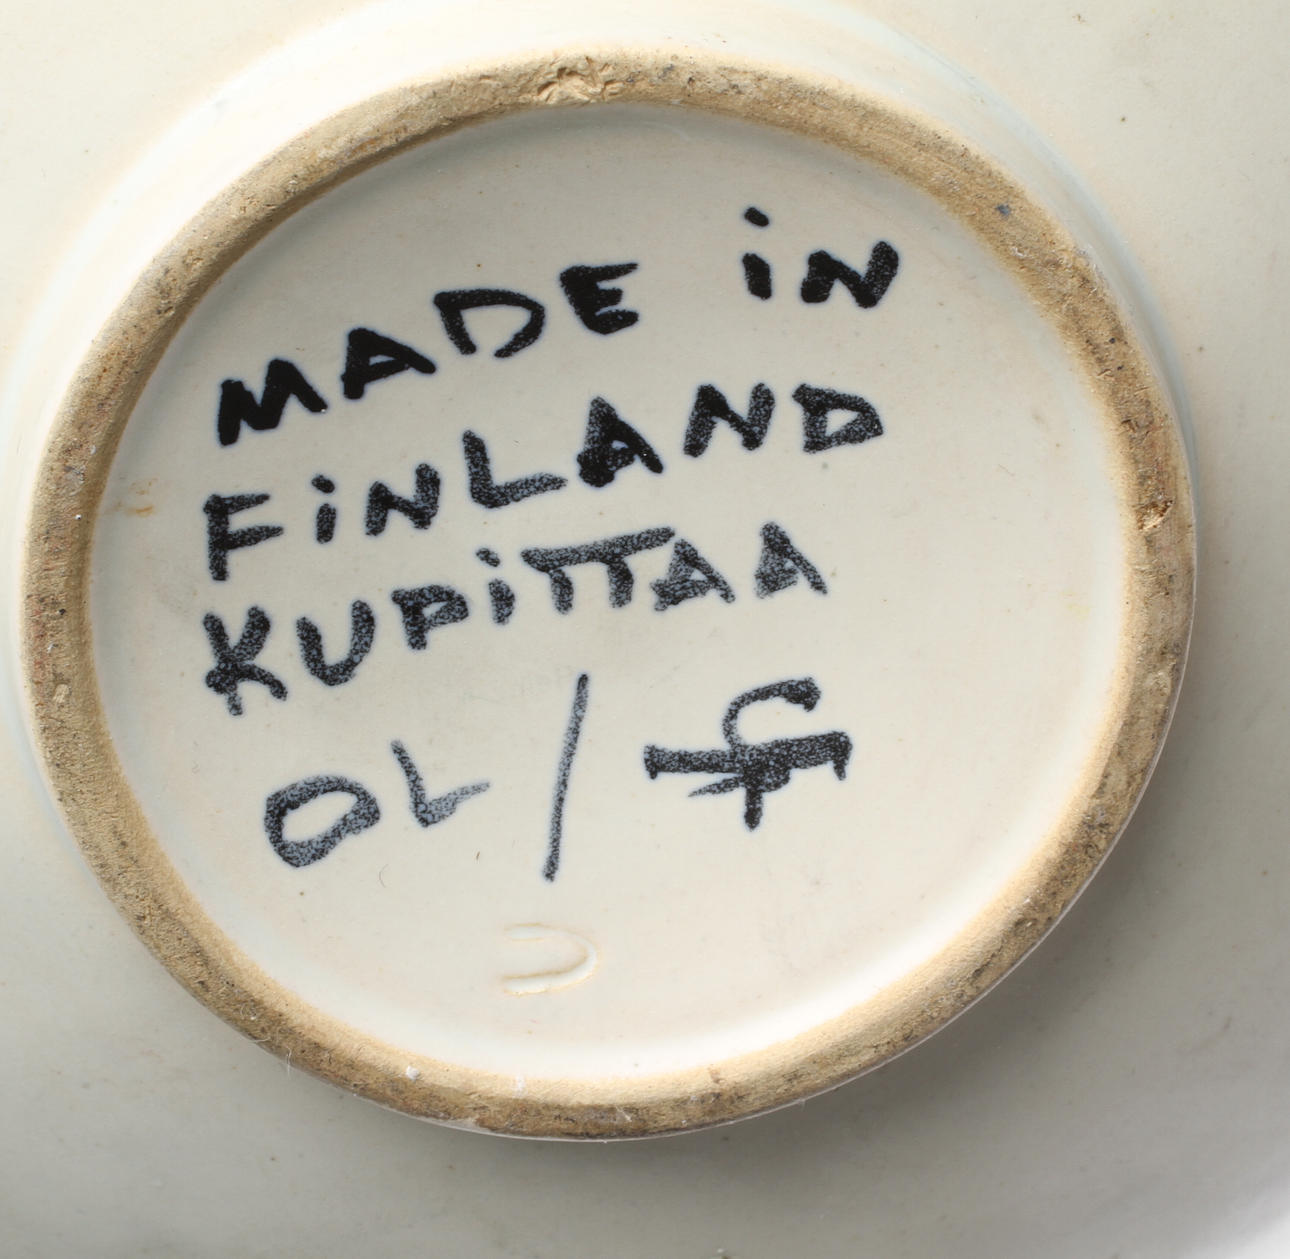 MADE iN
FiNLAND
KUPiTTAA
OL /